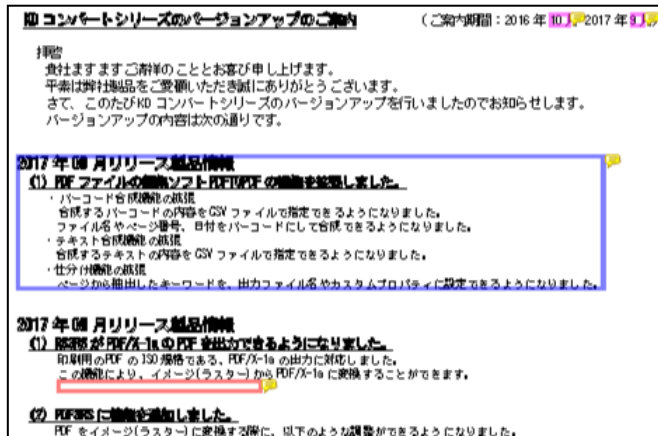 KD コンバートシリーズのバージョンアップのご案内 (ご案内期間:2016 年 10 月 2017 年 9 月
拝啓
貴社ますますご清祥のこととお喜び申し上げます。
平素は弊社製品をご愛顧いただき誠にありがとうございます。
さて、このたびKD コンバートシリーズのバージョンアップを行いましたのでお知らせします。
バージョンアップの内容は次の通りです。
2017 年 月リリース製品情報
(1) PDF ファイルの編集ソフト PDFTOPDF の機能を拡張しました。
・バーコード合成機能の拡張
合成するバーコードの内容をCSV ファイルで指定できるようになりました。
ファイル名やページ番号、日付をバーコードにして合成できるようになりました。
・テキスト合成機能の拡張
合成するテキストの内容をCSV ファイルで指定できるようになりました。
・仕分け機能の拡張
ページから抽出したキーワードを、出力ファイル名やカスタムプロパティに設定できるようになりました。
2017 年 月リリース製品情報
(1) が PDF/X-1a の PDF を出力できるようになりました。
印刷用のPDF の ISO 規格である、PDF/X-1a の出力に対応しました。
この機能により、イメージ(ラスター)から PDF/X-1a に変換することができます。
(2) に機能を追加しました。
PDF をイメージ(ラスター)に変換する際に、以下のような調整ができるようになりました。